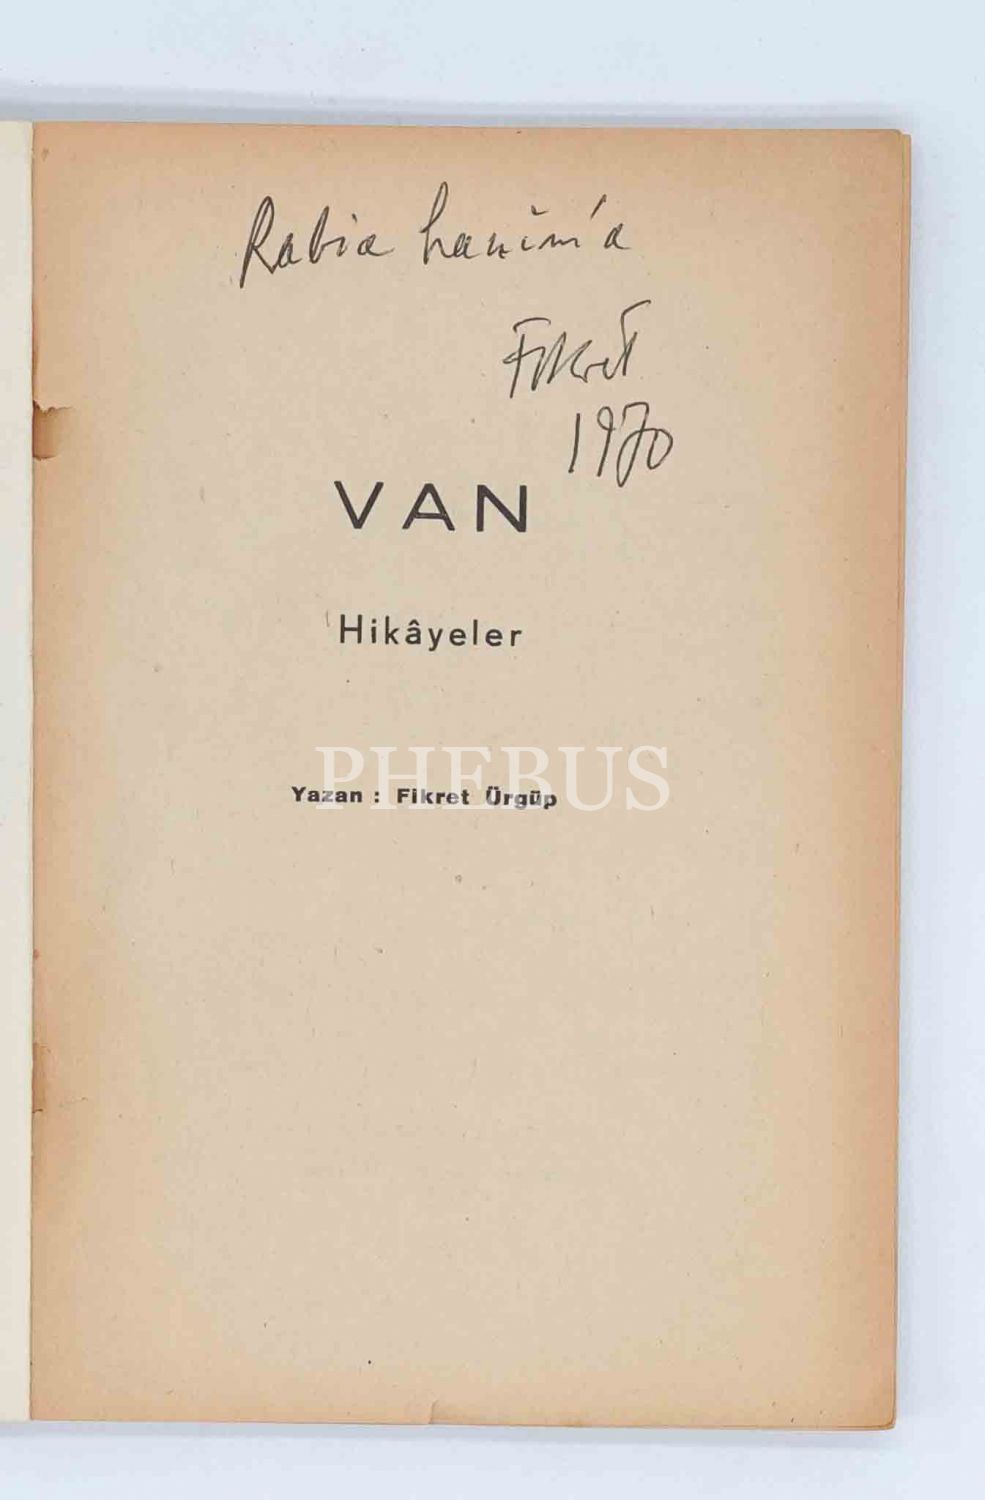 Rabia hanım'a
Fikret
1970
VAN
Hikâyeler
PHEBUS
Yazan : Fikret Ürgüp